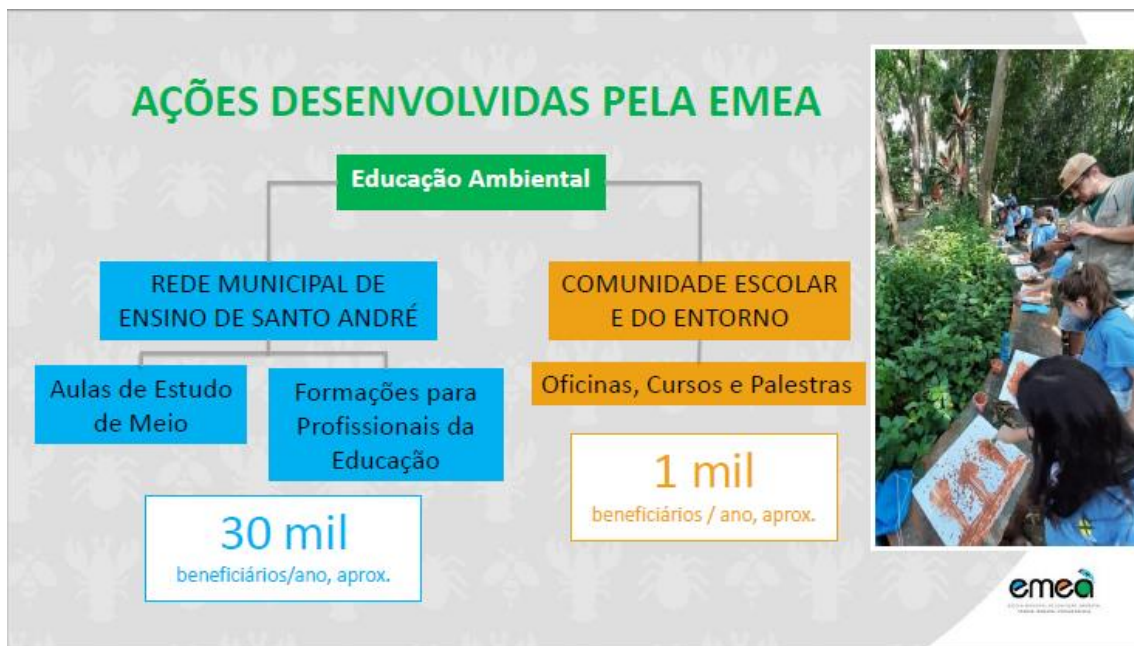 AÇÕES DESENVOLVIDAS PELA EMEA
Educação Ambiental
REDE MUNICIPAL DE
ENSINO DE SANTO ANDRÉ
Aulas de Estudo
de Meio
Formações para
Profissionais da
Educação
30 mil
beneficiários/ano, aprox.
COMUNIDADE ESCOLAR
E DO ENTORNO
Oficinas, Cursos e Palestras
1 mil
beneficiários / ano, aprox.
emeà